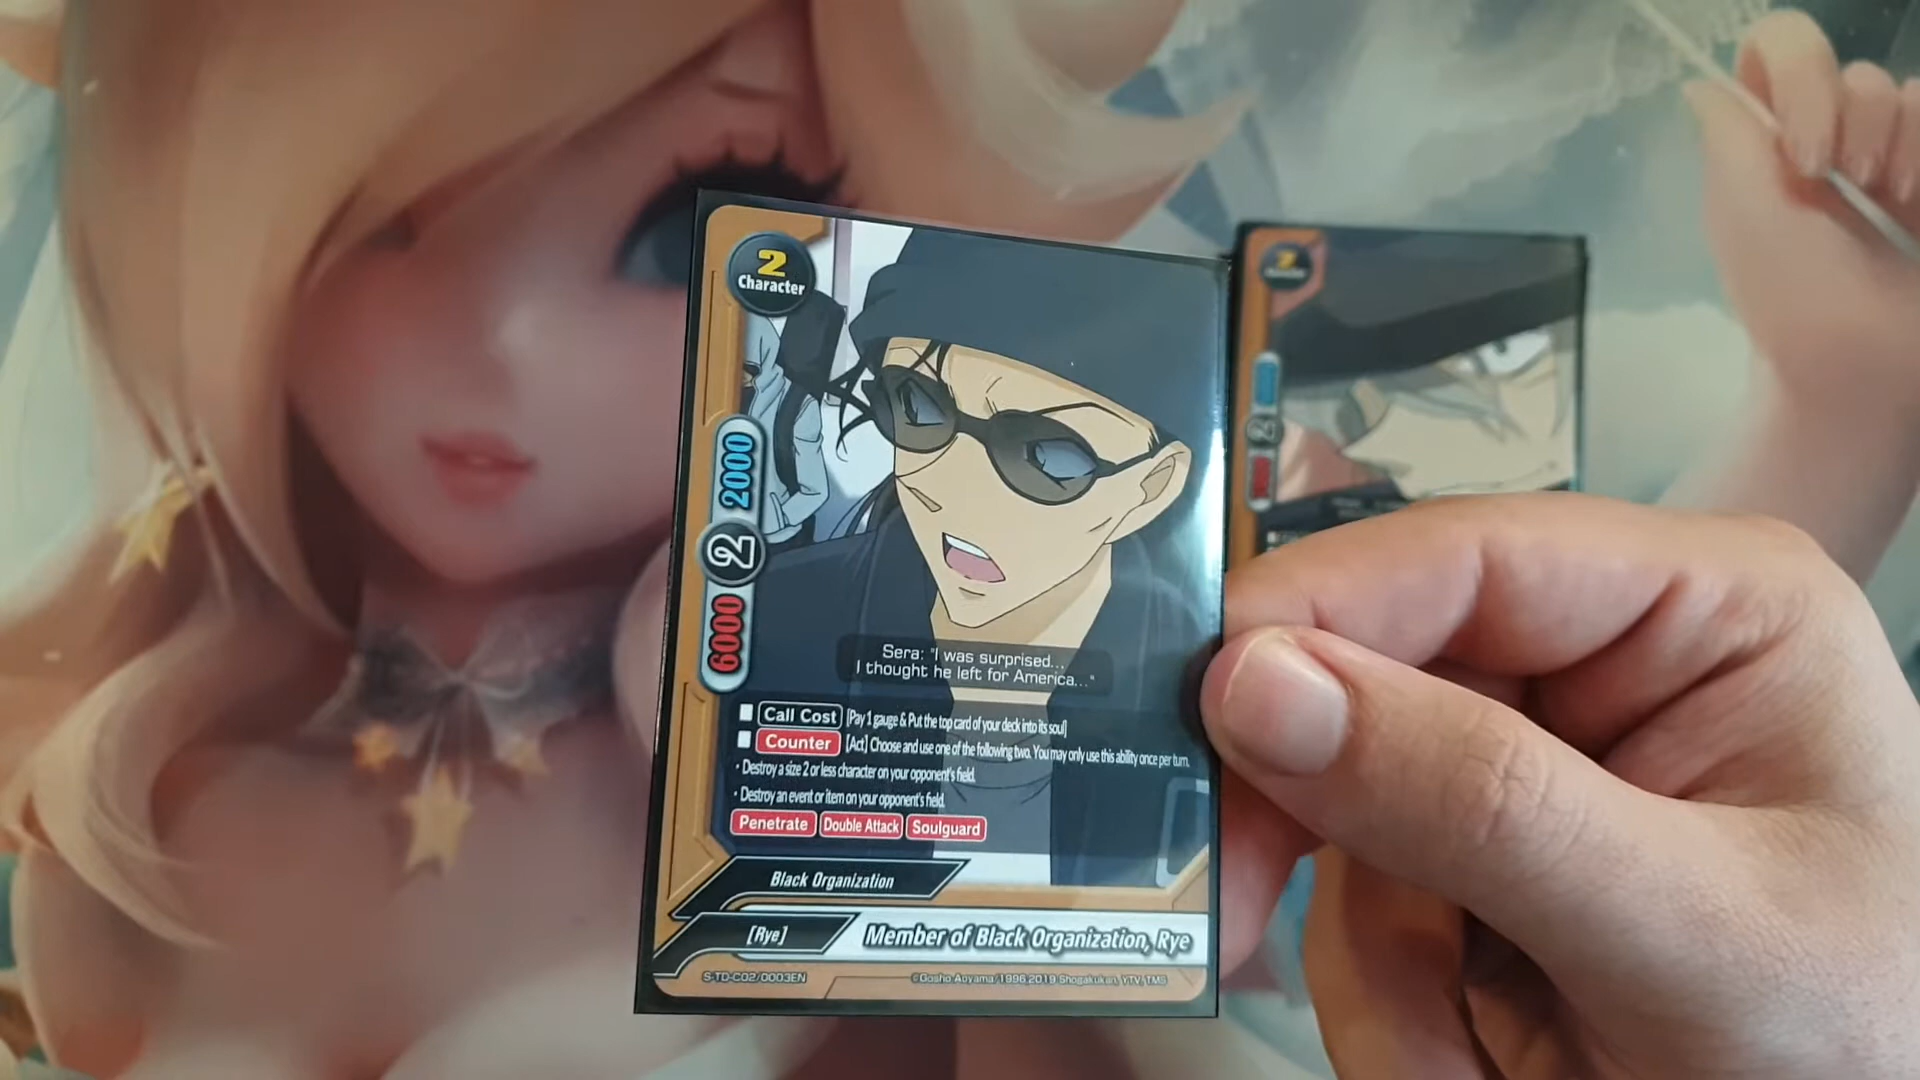 2
Character
2000
2
6000
Sera: "I was surprised...
I thought he left for America..."
Call Cost [Pay 1 gauge & Put the top card of your deck into its soul]
Counter [Act] Choose and use one of the following two. You may only use this ability once per turn.
・Destroy a size 2 or less character on your opponent's field.
・Destroy an event or item on your opponent's field.
Penetrate Double Attack Soulguard
Black Organization
[Rye] Member of Black Organization, Rye
S-TD-C02/0003EN ©Gosho Aoyama/1996,2019 Shogakukan, YTV, TMS
2
Character
2